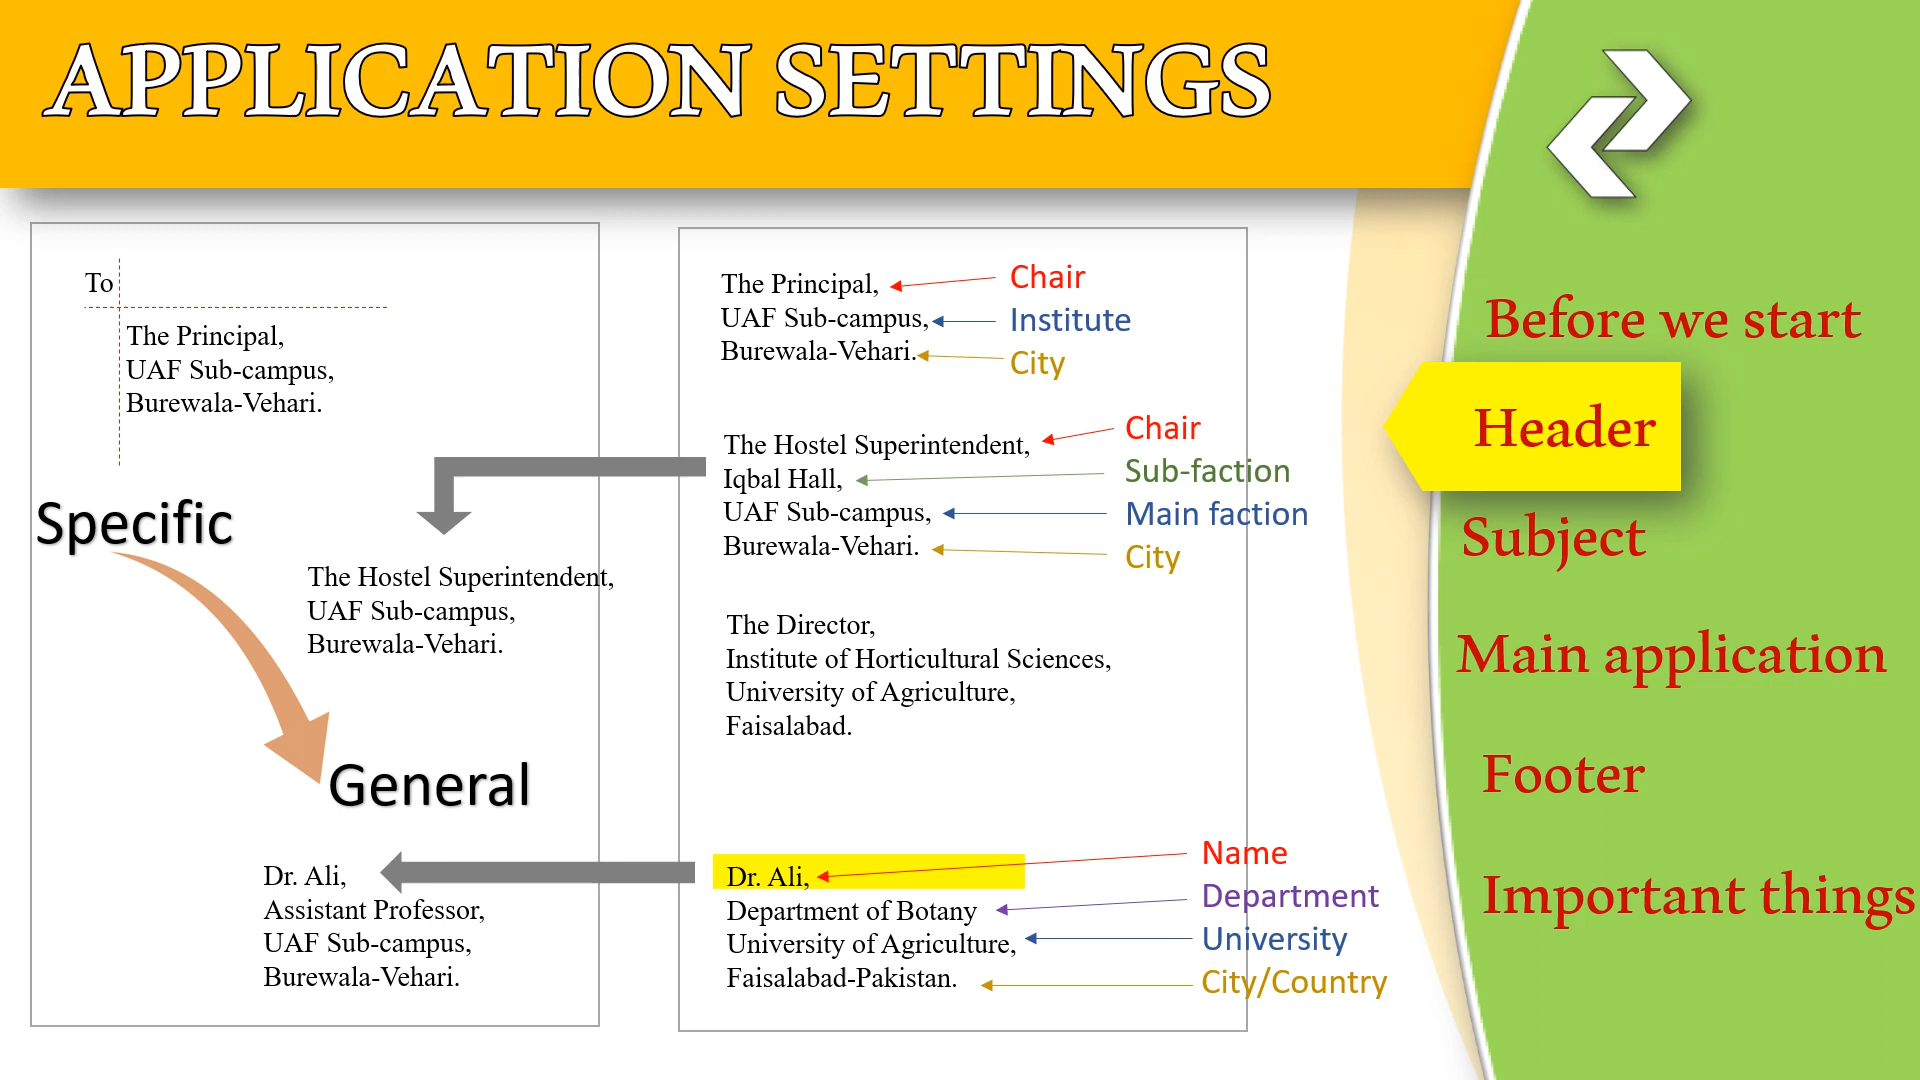 APPLICATION SETTINGS
To
The Principal,
UAF Sub-campus,
Burewala-Vehari.
Specific
The Hostel Superintendent,
UAF Sub-campus,
Burewala-Vehari.
General
Dr. Ali,
Assistant Professor,
UAF Sub-campus,
Burewala-Vehari.
The Principal,
Chair
UAF Sub-campus,
Institute
Burewala-Vehari.
City
The Hostel Superintendent,
Chair
Iqbal Hall,
Sub-faction
UAF Sub-campus,
Main faction
Burewala-Vehari.
City
The Director,
Institute of Horticultural Sciences,
University of Agriculture,
Faisalabad.
Dr. Ali,
Name
Department of Botany
Department
University of Agriculture,
University
Faisalabad-Pakistan.
City/Country
Before we start
Header
Subject
Main application
Footer
Important things